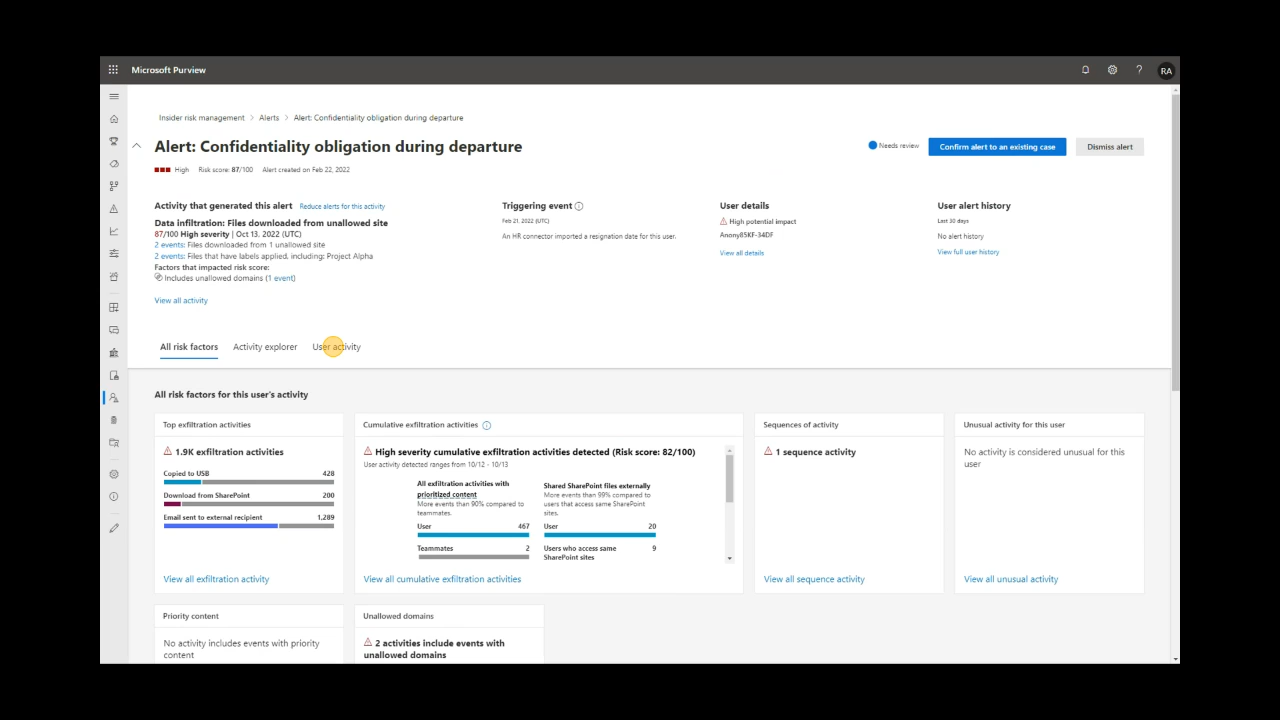 Microsoft Purview
RA
Insider risk management > Alerts > Alert: Confidentiality obligation during departure
Alert: Confidentiality obligation during departure
Needs review
Confirm alert to an existing case
Dismiss alert
High Risk score: 87/100 Alert created on Feb 22, 2022
Activity that generated this alert Reduce alerts for this activity
Data infiltration: Files downloaded from unallowed site
87/100 High severity | Oct 13. 2022 (UTC)
2 events: Files downloaded from 1 unallowed site
2 events: Files that have labels applied, including: Project Alpha
Factors that impacted risk score:
Includes unallowed domains (1 event)
View all activity
Triggering event
Feb 21, 2022 (UTC)
An HR connector imported a resignation date for this user.
User details
High potential impact
Anony85KF-34DF
View all details
User alert history
Last 30 days
No alert history
View full user history
All risk factors Activity explorer User activity
All risk factors for this user's activity
Top exfiltration activities
1.9K exfiltration activities
Copied to USB 428
Download from SharePoint 200
Email sent to external recipient 1,289
View all exfiltration activity
Cumulative exfiltration activities
High severity cumulative exfiltration activities detected (Risk score: 82/100)
User activity detected ranges from 10/12 - 10/13
All exfiltration activities with
prioritized content
More events than 90% compared to
teammates.
User 467
Teammates 2
Shared SharePoint files externally
More events than 99% compared to
users that access same SharePoint
sites.
User 20
Users who access same 9
SharePoint sites
View all cumulative exfiltration activities
Sequences of activity
1 sequence activity
View all sequence activity
Unusual activity for this user
No activity is considered unusual for this
user
View all unusual activity
Priority content
No activity includes events with priority
content
Unallowed domains
2 activities include events with
unallowed domains